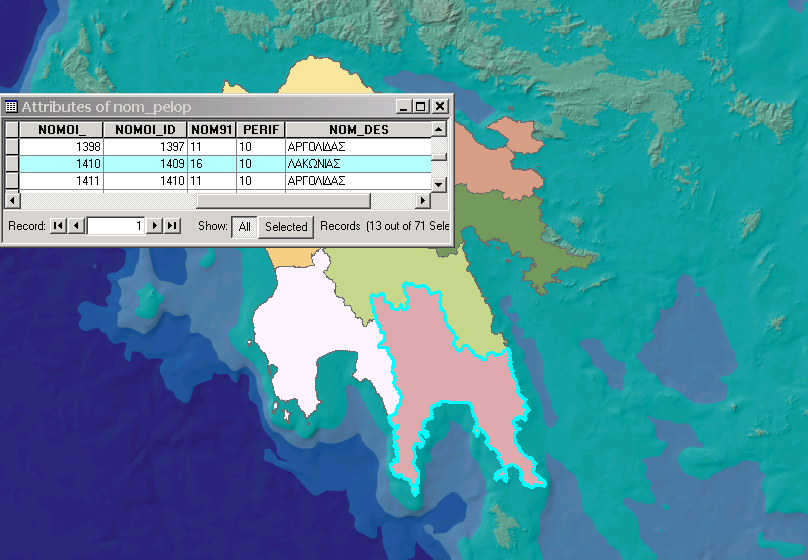 Attributes of nom_pelop
NOMOI_ NOMOI_ID NOM91 PERIF NOM_DES
1398 1397 11 10 ΑΡΓΟΛΙΔΑΣ
1410 1409 16 10 ΛΑΚΩΝΙΑΣ
1411 1410 11 10 ΑΡΓΟΛΙΔΑΣ
Record: 1 Show: All Selected Records (13 out of 71 Sele